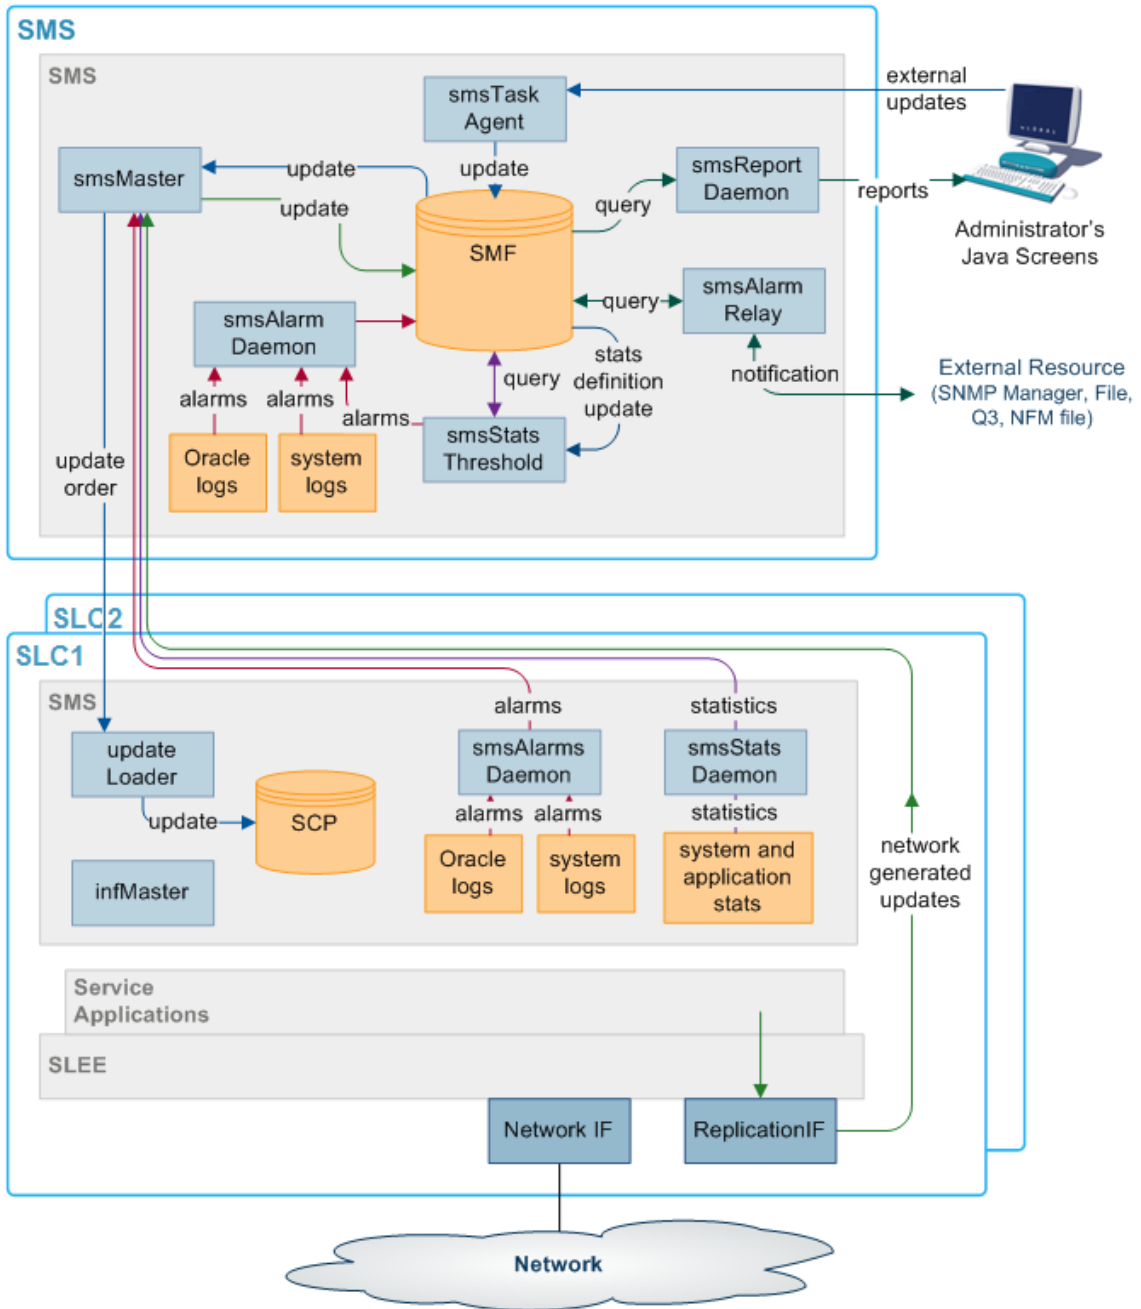 SMS
SMS
external
updates
smsTask
Agent
update
smsMaster
update
update
smsReport
Daemon
query
reports
Administrator's
Java Screens
SMF
smsAlarm
Daemon
query
smsAlarm
Relay
stats
definition
update
query
notification
External Resource
(SNMP Manager, File,
Q3, NFM file)
alarms
alarms
alarms
smsStats
Threshold
Oracle
logs
system
logs
update
order
SLC2
SLC1
SMS
alarms
statistics
update
Loader
smsAlarms
Daemon
smsStats
Daemon
update
SCP
alarms
alarms
statistics
Oracle
logs
system
logs
system and
application
stats
network
generated
updates
infMaster
Service
Applications
SLEE
Network IF
ReplicationIF
Network